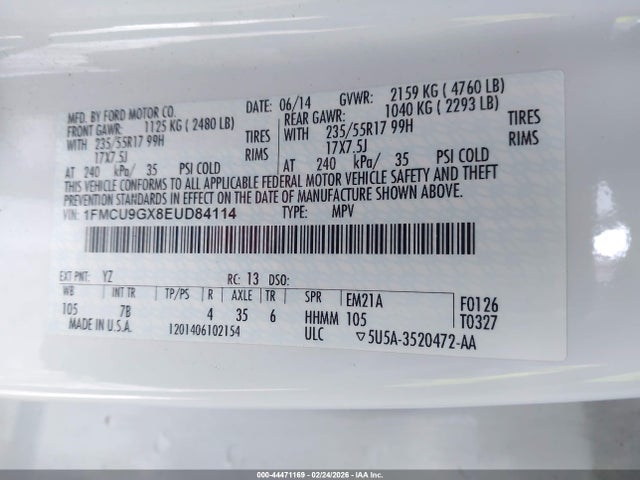 MFD. BY FORD MOTOR CO. DATE: 06/14 GVWR: 2159 KG ( 4760 LB)
FRONT GAWR: 1125 KG ( 2480 LB) REAR GAWR: 1040 KG ( 2293 LB)
WITH 235/55R17 99H TIRES WITH 235/55R17 99H TIRES
17X7.5J RIMS 17X7.5J RIMS
AT 240 kPa/ 35 PSI COLD AT 240 kPa/ 35 PSI COLD
THIS VEHICLE CONFORMS TO ALL APPLICABLE FEDERAL MOTOR VEHICLE SAFETY AND THEFT
PREVENTION STANDARDS IN EFFECT ON THE DATE OF MANUFACTURE SHOWN ABOVE.
VIN: 1FMCU9GX8EUD84114 TYPE: MPV
EXT PNT: YZ RC: 13 DSO:
WB INT TR TP/PS R AXLE TR SPR EM21A F0126
105 7B 4 35 6 HHMM 105 T0327
MADE IN U.S.A. 1201406102154 ULC ▽5U5A-3520472-AA
000-44471169 - 02/24/2026 - IAA Inc.